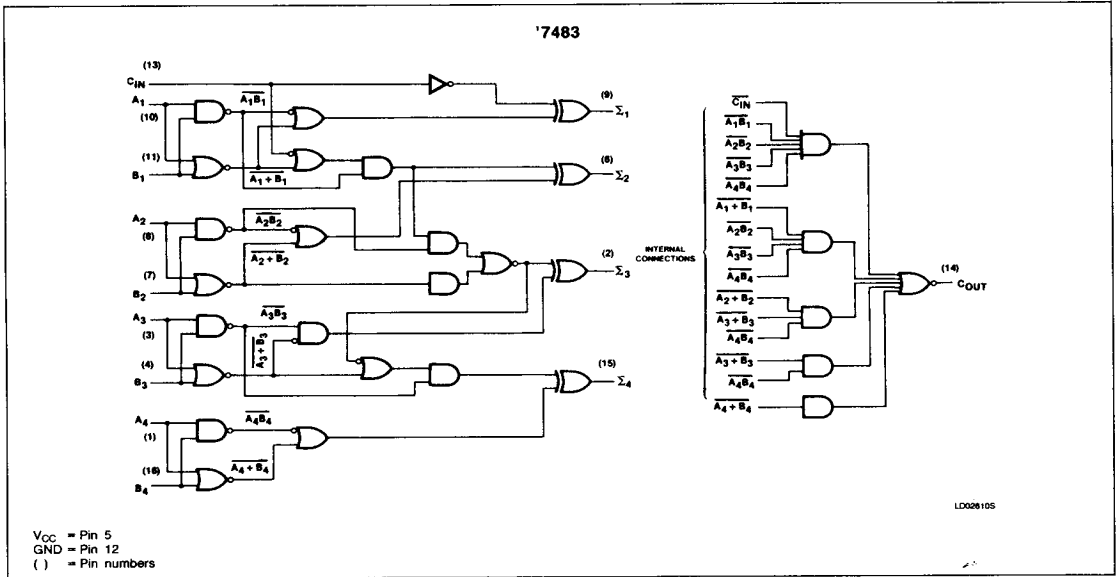 '7483
(13)
CIN
A1
(10)
A1B1
(9)
Σ1
(11)
B1
A1 + B1
(6)
Σ2
A2
(8)
A2B2
(7)
B2
A2 + B2
(2)
Σ3
A3
(3)
A3B3
(4)
B3
A3 + B3
(15)
Σ4
A4
(1)
A4B4
(16)
B4
A4 + B4
INTERNAL
CONNECTIONS
CIN
A1B1
A2B2
A3B3
A4B4
A1 + B1
A2B2
A3B3
A4B4
A2 + B2
A3 + B3
A4B4
A3 + B3
A4B4
A4 + B4
(14)
COUT
LD02610S
VCC = Pin 5
GND = Pin 12
( ) = Pin numbers